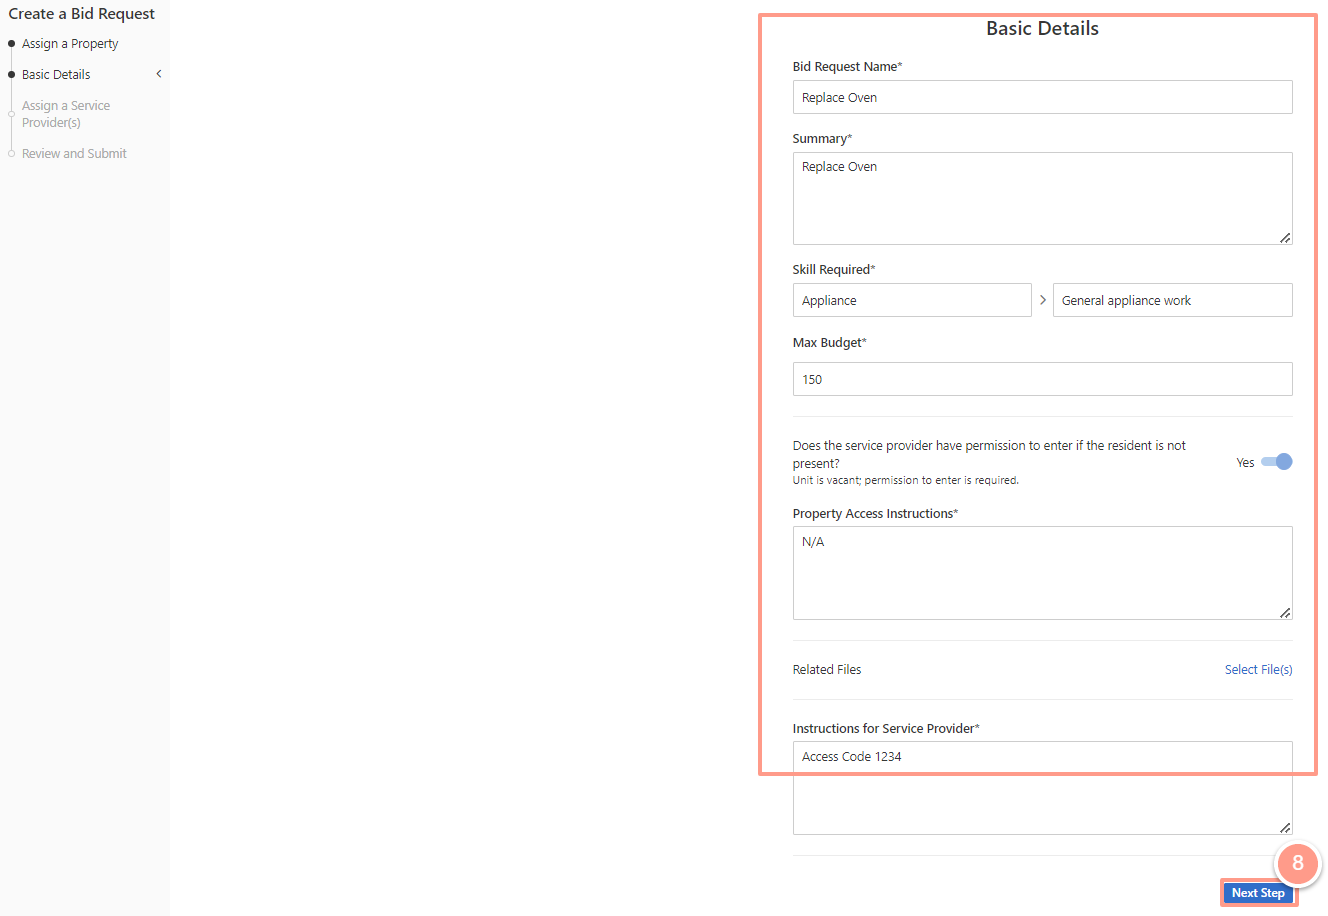 Create a Bid Request
Assign a Property
Basic Details
Assign a Service
Provider(s)
Review and Submit
Basic Details
Bid Request Name*
Replace Oven
Summary*
Replace Oven
Skill Required*
Appliance
General appliance work
Max Budget*
150
Does the service provider have permission to enter if the resident is not
present?
Yes
Unit is vacant; permission to enter is required.
Property Access Instructions*
N/A
Related Files
Select File(s)
Instructions for Service Provider*
Access Code 1234
8
Next Step